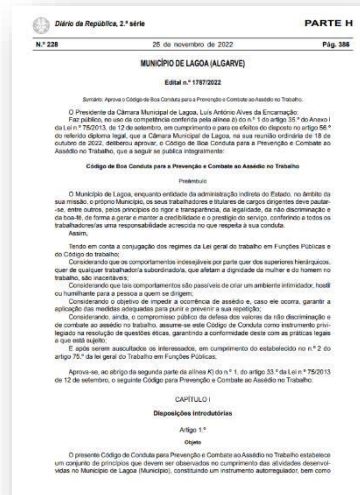 Diário da República, 2.ª série
PARTE H
N.º 228
25 de novembro de 2022
Pág. 386
MUNICÍPIO DE LAGOA (ALGARVE)
Edital n.º 1787/2022
Sumário: Aprova o Código de Boa Conduta para a Prevenção e Combate ao Assédio no Trabalho.
O Presidente da Câmara Municipal de Lagoa, Luís António Alves da Encarnação:
Faz público, no uso da competência conferida pela alínea b) do n.º 1 do artigo 35.º do Anexo I
da Lei n.º 75/2013, de 12 de setembro, em cumprimento e para os efeitos do disposto no artigo 56.º
do referido diploma legal, que a Câmara Municipal de Lagoa, na sua reunião ordinária de 18 de
outubro de 2022, deliberou aprovar, o Código de Boa Conduta para a Prevenção e Combate ao
Assédio no Trabalho, que a seguir se publica integralmente:
Código de Boa Conduta para a Prevenção e Combate ao Assédio no Trabalho
Preâmbulo
O Município de Lagoa, enquanto entidade da administração indireta do Estado, no âmbito da
sua missão, o próprio Município, os seus trabalhadores e titulares de cargos dirigentes deve pautar-
-se, entre outros, pelos princípios do rigor e transparência, da legalidade, da não discriminação e
da boa-fé, de forma a gerar e manter a credibilidade e o prestígio do serviço, conferindo a todos os
trabalhadores/as uma responsabilidade acrescida no que respeita à sua conduta.
Assim,
Tendo em conta a conjugação dos regimes da Lei geral do trabalho em Funções Públicas e
do Código do trabalho;
Considerando que os comportamentos indesejáveis por parte quer dos superiores hierárquicos,
quer de qualquer trabalhador/a subordinado/a, que afetam a dignidade da mulher e do homem no
trabalho, são inaceitáveis;
Considerando que tais comportamentos são passíveis de criar um ambiente intimidador, hostil
ou humilhante para a pessoa a quem se dirigem;
Considerando o objetivo de impedir a ocorrência de assédio e, caso ele ocorra, garantir a
aplicação das medidas adequadas para punir e prevenir a sua repetição;
Considerando, ainda, o compromisso público da defesa dos valores da não discriminação e
de combate ao assédio no trabalho, assume-se este Código de Conduta como instrumento privi-
legiado na resolução de questões éticas, garantindo a conformidade deste com as práticas legais
a que está sujeito;
E após serem auscultados os interessados, em cumprimento do estabelecido no n.º 2 do
artigo 75.º da lei geral do Trabalho em Funções Públicas;
Aprova-se, ao abrigo da segunda parte da alínea K) do n.º 1, do artigo 33.º da Lei n.º 75/2013
de 12 de setembro, o seguinte Código para Prevenção e Combate ao Assédio no Trabalho:
CAPÍTULO I
Disposições introdutórias
Artigo 1.º
Objeto
O presente Código de Conduta para Prevenção e Combate ao Assédio no Trabalho estabelece
um conjunto de princípios que devem ser observados no cumprimento das atividades desenvol-
vidas no Município de Lagoa (Município), constituindo um instrumento autorregulador, bem como